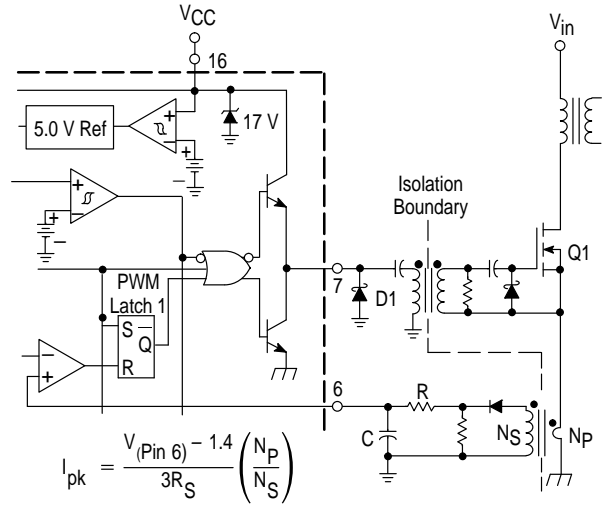 VCC
Vin
16
+
–
5.0 V Ref
17 V
+
–
+
–
+
–
Isolation
Boundary
Q1
PWM
Latch 1
7
D1
S
Q
R
–
+
6
R
C
NS
NP
Ipk = V(Pin 6) – 1.4 / 3RS (NP / NS)